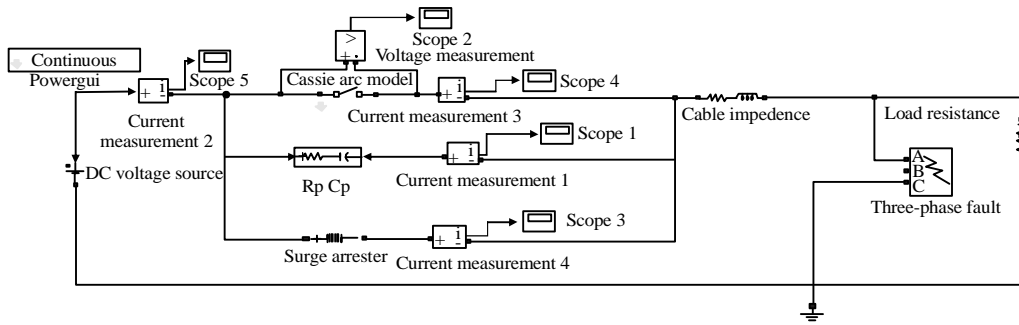 Continuous
Powergui
Scope 5
Current
measurement 2
DC voltage source
>
+ -
Scope 2
Voltage measurement
Cassie arc model
i
+ -
Scope 4
Current measurement 3
Scope 1
i
+ -
Current measurement 1
Rp Cp
Scope 3
i
+ -
Surge arrester
Current measurement 4
Cable impedence
Load resistance
A
B
C
Three-phase fault
i
+ -